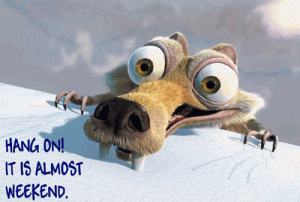 HANG ON!
IT IS ALMOST
WEEKEND.